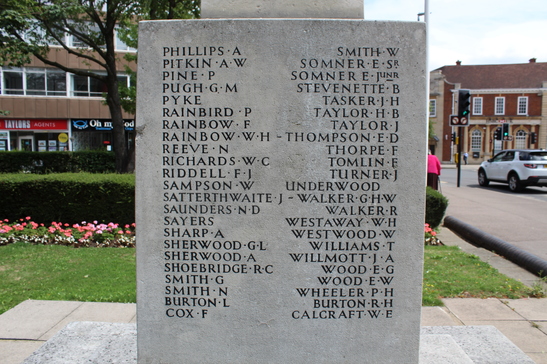 PHILLIPS·A SMITH·W
PITKIN·A·W SOMNER·E·SR
PINE·P SOMNER·E·JUNR
PUGH·G·M STEVENETTE·B
PYKE TASKER·J·H
RAINBIRD·P TAYLOR·H·B
RAINBOW·F TAYLOR·J
RAINBOW·W·H-THOMPSON·E·D
REEVE·N THORPE·F
RICHARDS·W·C TOMLIN·E
RIDDELL·F·J TURNER·J
SAMPSON·W UNDERWOOD
SATTERTHWAITE·J-WALKER·G·H·W
SAUNDERS·N·D WALKER·R
SAYERS WESTAWAY·W·H
SHARP·A WESTWOOD·W
SHERWOOD·G·L WILLIAMS·T
SHERWOOD·A WILLMOTT·J·A
SHOEBRIDGE·R·C WOOD·E·G
SMITH·G WOOD·E·W
SMITH·N WHEELER·P·H
BURTON·L BURTON·R·H
COX·F CALCRAFT·W·E
TAYLORS AGENTS